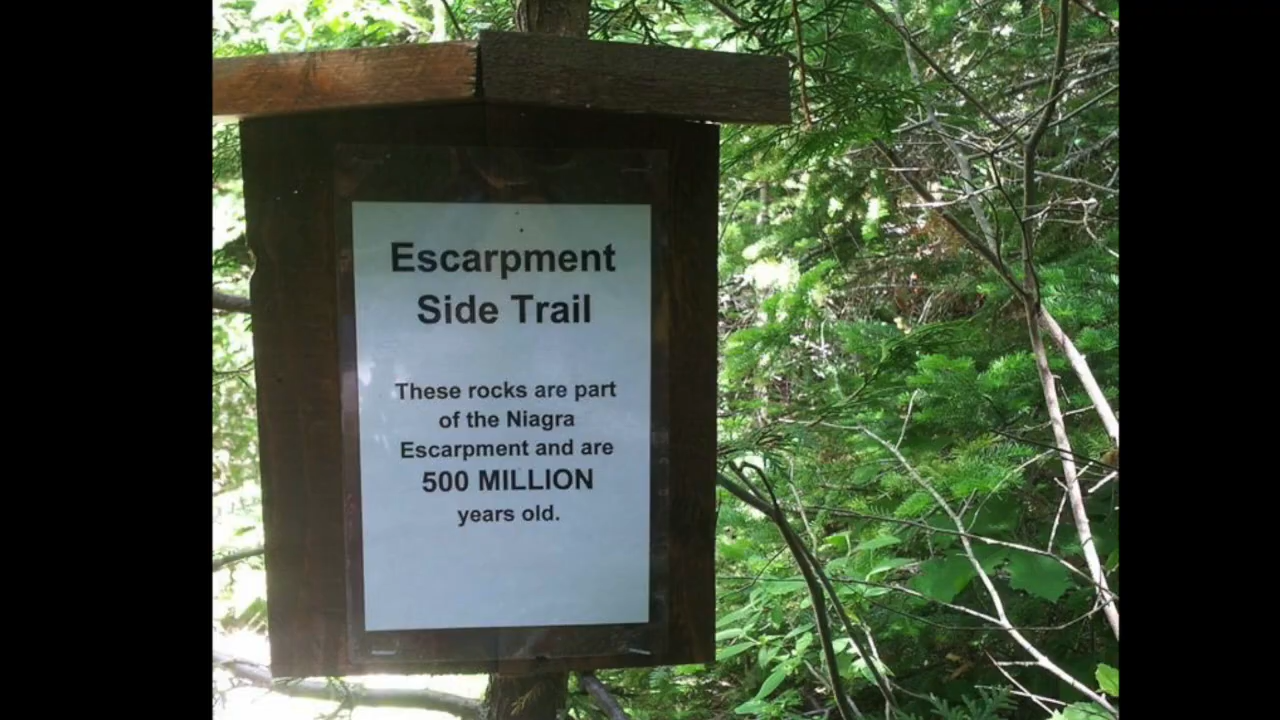 Escarpment
Side Trail
These rocks are part
of the Niagra
Escarpment and are
500 MILLION
years old.